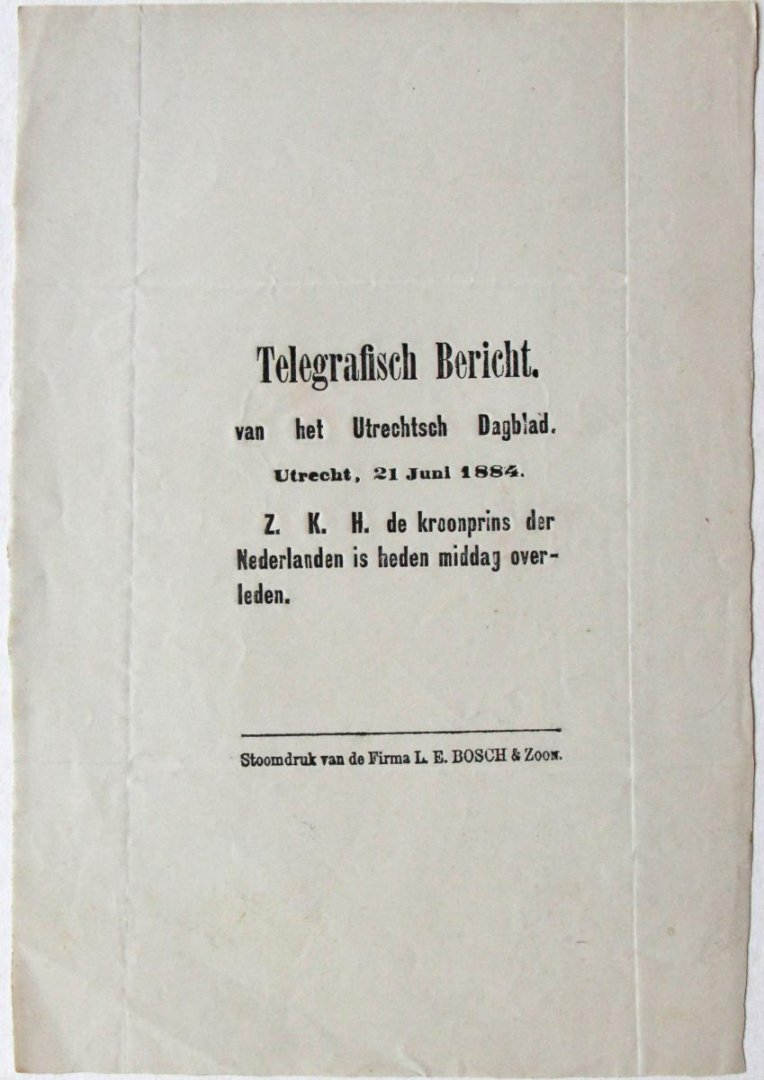 Telegrafisch Bericht.
van het Utrechtsch Dagblad.
Utrecht, 21 Juni 1884.
Z. K. H. de kroonprins der
Nederlanden is heden middag over-
leden.
Stoomdruk van de Firma L. E. BOSCH & Zoon.